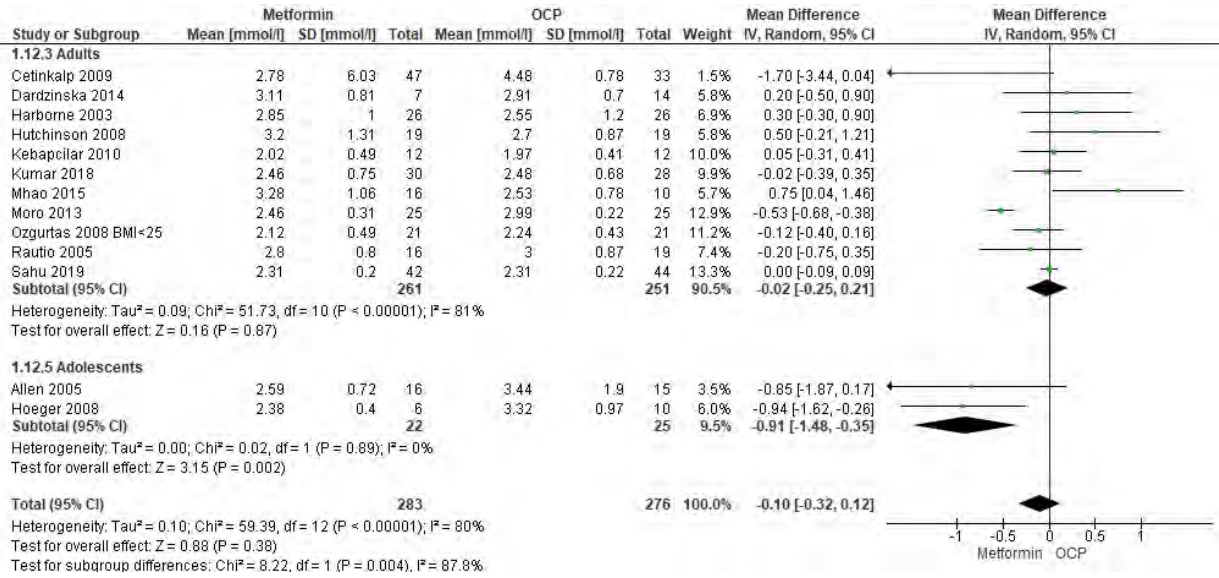 Metformin OCP Mean Difference Mean Difference
Study or Subgroup Mean [mmol/l] SD [mmol/l] Total Mean [mmol/l] SD [mmol/l] Total Weight IV, Random, 95% CI IV, Random, 95% CI
1.12.3 Adults
Cetinkalp 2009 2.78 6.03 47 4.48 0.78 33 1.5% -1.70 [-3.44, 0.04]
Dardzinska 2014 3.11 0.81 7 2.91 0.7 14 5.8% 0.20 [-0.50, 0.90]
Harborne 2003 2.85 1 26 2.55 1.2 26 6.9% 0.30 [-0.30, 0.90]
Hutchinson 2008 3.2 1.31 19 2.7 0.87 19 5.8% 0.50 [-0.21, 1.21]
Kebapcilar 2010 2.02 0.49 12 1.97 0.41 12 10.0% 0.05 [-0.31, 0.41]
Kumar 2018 2.46 0.75 30 2.48 0.68 28 9.9% -0.02 [-0.39, 0.35]
Mhao 2015 3.28 1.06 16 2.53 0.78 10 5.7% 0.75 [0.04, 1.46]
Moro 2013 2.46 0.31 25 2.99 0.22 25 12.9% -0.53 [-0.68, -0.38]
Ozgurtas 2008 BMI<25 2.12 0.49 21 2.24 0.43 21 11.2% -0.12 [-0.40, 0.16]
Rautio 2005 2.8 0.8 16 3 0.87 19 7.4% -0.20 [-0.75, 0.35]
Sahu 2019 2.31 0.2 42 2.31 0.22 44 13.3% 0.00 [-0.09, 0.09]
Subtotal (95% CI) 261 251 90.5% -0.02 [-0.25, 0.21]
Heterogeneity: Tau² = 0.09; Chi² = 51.73, df = 10 (P < 0.00001); I² = 81%
Test for overall effect: Z = 0.16 (P = 0.87)
1.12.5 Adolescents
Allen 2005 2.59 0.72 16 3.44 1.9 15 3.5% -0.85 [-1.87, 0.17]
Hoeger 2008 2.38 0.4 6 3.32 0.97 10 6.0% -0.94 [-1.62, -0.26]
Subtotal (95% CI) 22 25 9.5% -0.91 [-1.48, -0.35]
Heterogeneity: Tau² = 0.00; Chi² = 0.02, df = 1 (P = 0.89); I² = 0%
Test for overall effect: Z = 3.15 (P = 0.002)
Total (95% CI) 283 276 100.0% -0.10 [-0.32, 0.12]
Heterogeneity: Tau² = 0.10; Chi² = 59.39, df = 12 (P < 0.00001); I² = 80%
Test for overall effect: Z = 0.88 (P = 0.38)
Test for subgroup differences: Chi² = 8.22, df = 1 (P = 0.004), I² = 87.8%
-1 -0.5 0 0.5 1
Metformin OCP